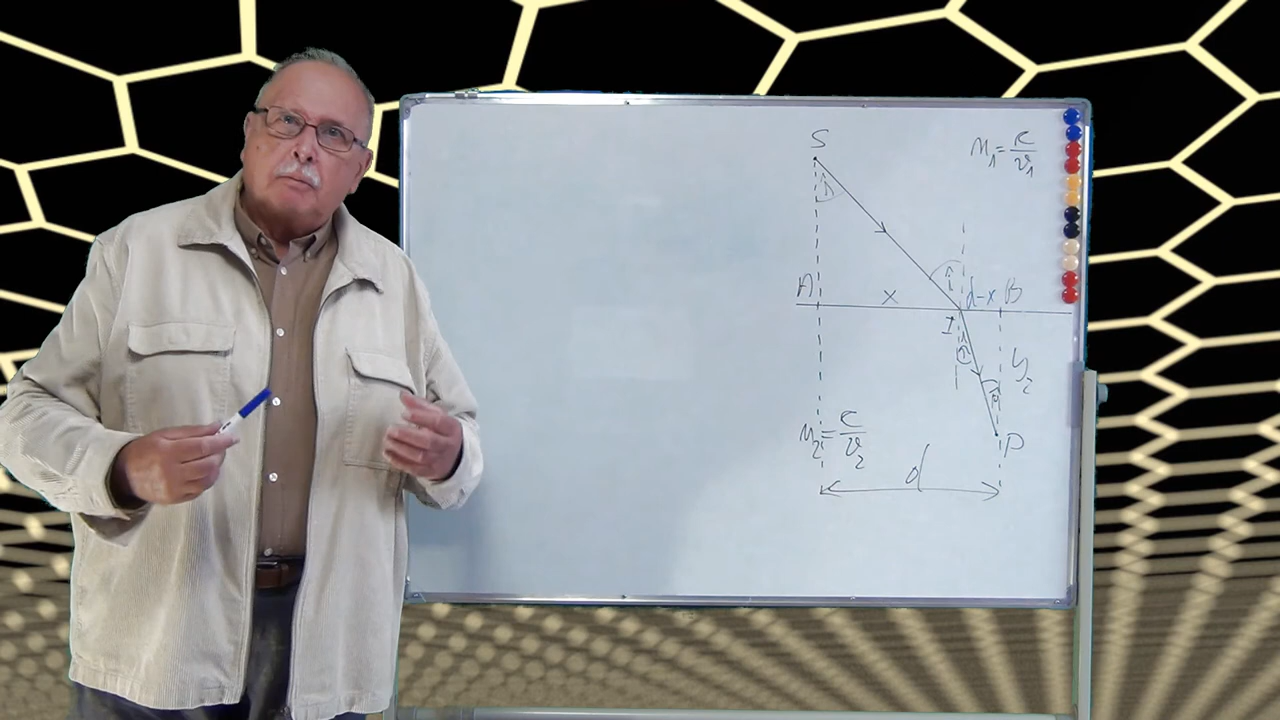 S
n₁ = c/v₁
î
î
A
x
d-x
B
I
r̂
r̂
y₂
n₂ = c/v₂
P
d